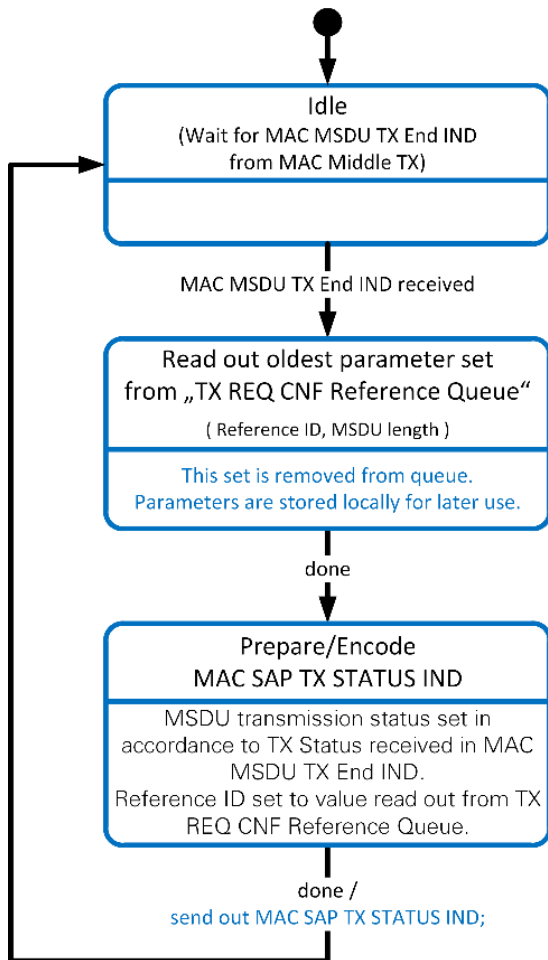 Idle
(Wait for MAC MSDU TX End IND
from MAC Middle TX)
MAC MSDU TX End IND received
Read out oldest parameter set
from „TX REQ CNF Reference Queue“
( Reference ID, MSDU length )
This set is removed from queue.
Parameters are stored locally for later use.
done
Prepare/Encode
MAC SAP TX STATUS IND
MSDU transmission status set in
accordance to TX Status received in MAC
MSDU TX End IND.
Reference ID set to value read out from TX
REQ CNF Reference Queue.
done /
send out MAC SAP TX STATUS IND;